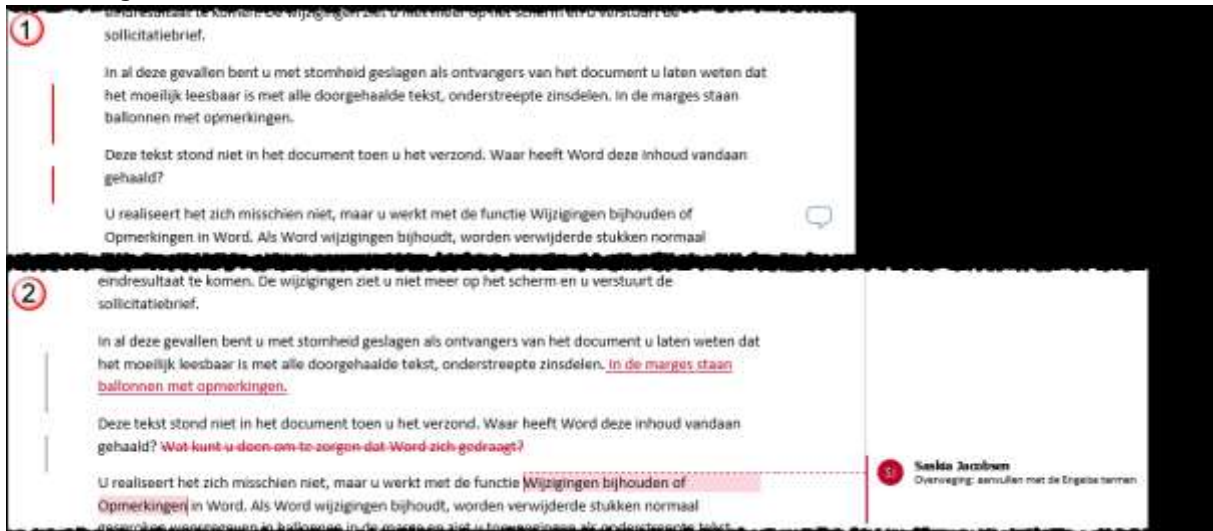 1
eindresultaat te komen. De wijzigingen ziet u niet meer op het scherm en u verstuurt de
sollicitatiebrief.
In al deze gevallen bent u met stomheid geslagen als ontvangers van het document u laten weten dat
het moeilijk leesbaar is met alle doorgehaalde tekst, onderstreepte zinsdelen. In de marges staan
ballonnen met opmerkingen.
Deze tekst stond niet in het document toen u het verzond. Waar heeft Word deze inhoud vandaan
gehaald?
U realiseert het zich misschien niet, maar u werkt met de functie Wijzigingen bijhouden of
Opmerkingen in Word. Als Word wijzigingen bijhoudt, worden verwijderde stukken normaal
2
eindresultaat te komen. De wijzigingen ziet u niet meer op het scherm en u verstuurt de
sollicitatiebrief.
In al deze gevallen bent u met stomheid geslagen als ontvangers van het document u laten weten dat
het moeilijk leesbaar is met alle doorgehaalde tekst, onderstreepte zinsdelen. In de marges staan
ballonnen met opmerkingen.
Deze tekst stond niet in het document toen u het verzond. Waar heeft Word deze inhoud vandaan
gehaald? Wat kunt u doen om te zorgen dat Word zich gedraagt?
U realiseert het zich misschien niet, maar u werkt met de functie Wijzigingen bijhouden of
Opmerkingen in Word. Als Word wijzigingen bijhoudt, worden verwijderde stukken normaal
SJ
Saskia Jacobsen
Overweging: aanvullen met de Engelse termen